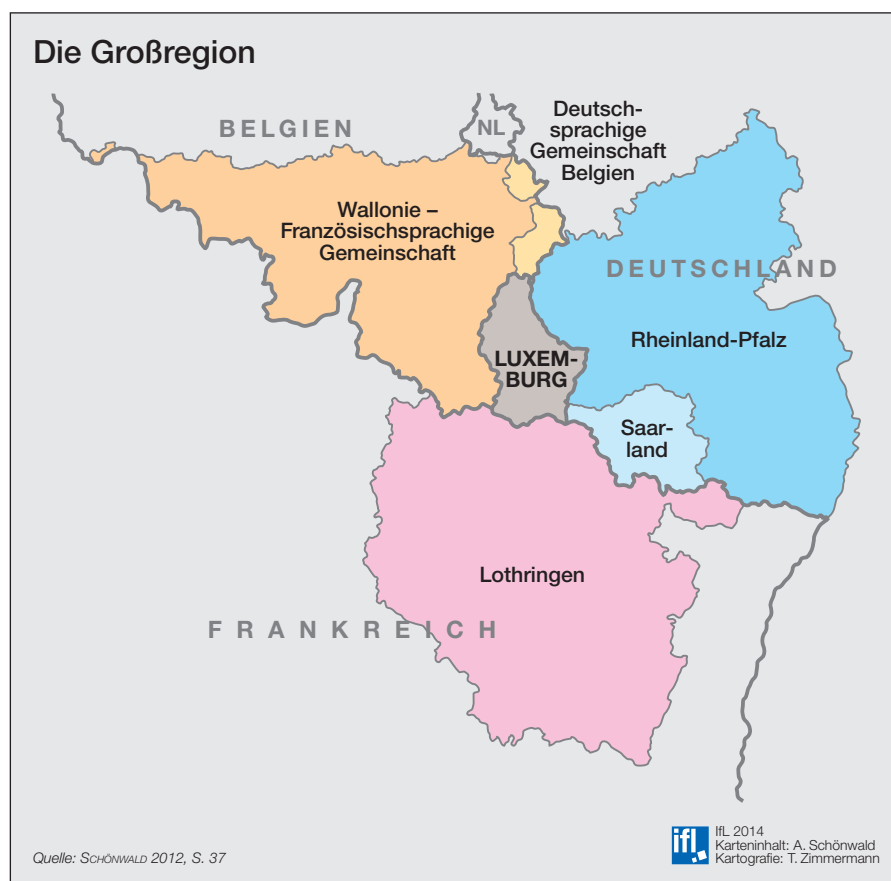 Die Großregion
BELGIEN
NL
Deutsch-
sprachige
Gemeinschaft
Belgien
Wallonie –
Französischsprachige
Gemeinschaft
DEUTSCHLAND
LUXEM-
BURG
Rheinland-Pfalz
Saar-
land
Lothringen
FRANKREICH
Quelle: SCHÖNWALD 2012, S. 37
ifl
IfL 2014
Karteninhalt: A. Schönwald
Kartografie: T. Zimmermann